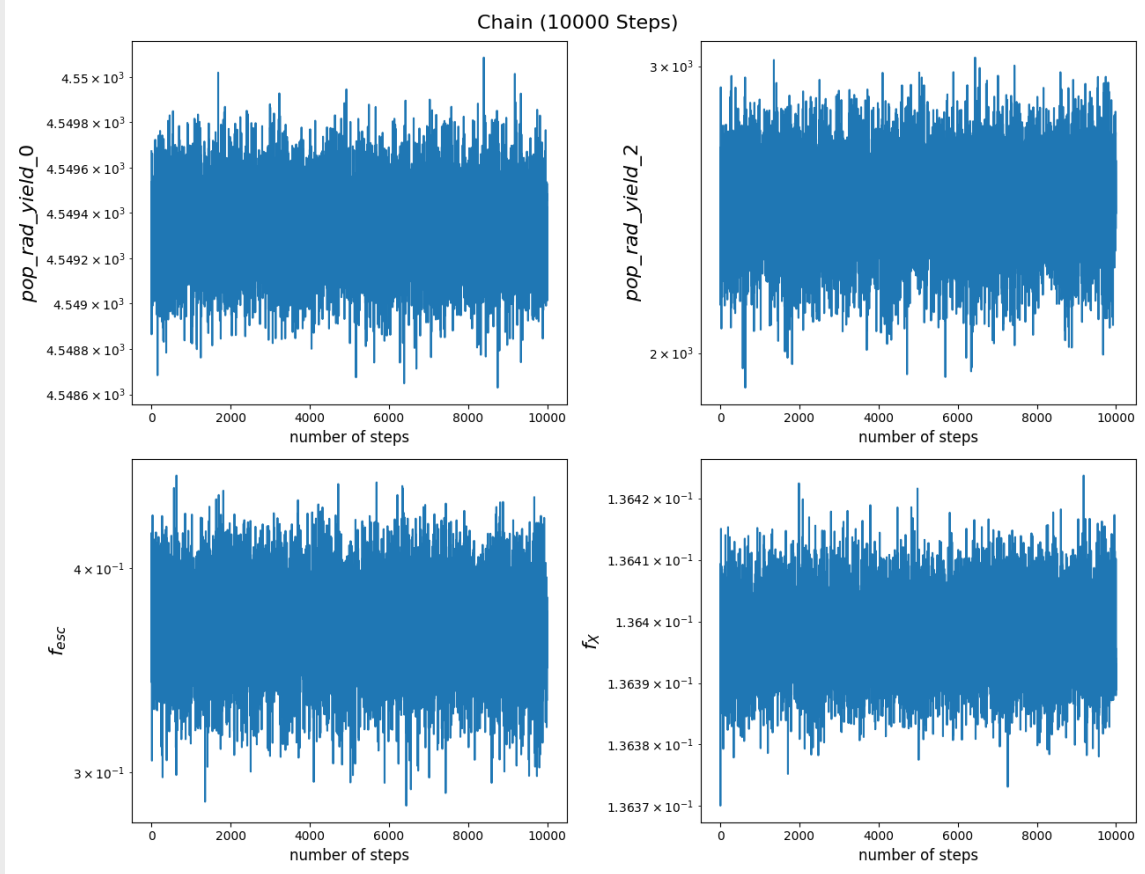 Chain (10000 Steps)
pop_rad_yield_0
4.55 × 10³
4.5498 × 10³
4.5496 × 10³
4.5494 × 10³
4.5492 × 10³
4.549 × 10³
4.5488 × 10³
4.5486 × 10³
0 2000 4000 6000 8000 10000
number of steps
pop_rad_yield_2
3 × 10³
2 × 10³
0 2000 4000 6000 8000 10000
number of steps
f_esc
4 × 10⁻¹
3 × 10⁻¹
0 2000 4000 6000 8000 10000
number of steps
f_X
1.3642 × 10⁻¹
1.3641 × 10⁻¹
1.364 × 10⁻¹
1.3639 × 10⁻¹
1.3638 × 10⁻¹
1.3637 × 10⁻¹
0 2000 4000 6000 8000 10000
number of steps